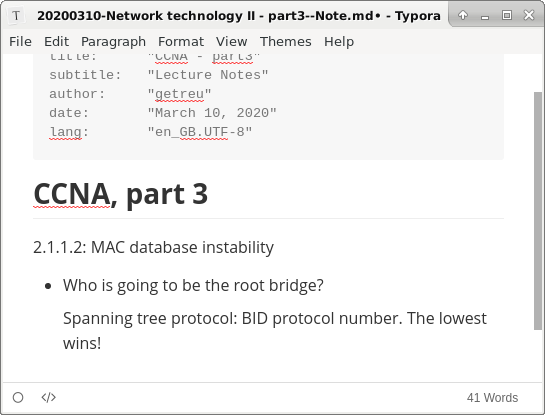 20200310-Network technology II - part3--Note.md• - Typora
File Edit Paragraph Format View Themes Help
title: "CCNA - part3"
subtitle: "Lecture Notes"
author: "getreu"
date: "March 10, 2020"
lang: "en_GB.UTF-8"
CCNA, part 3
2.1.1.2: MAC database instability
• Who is going to be the root bridge?
Spanning tree protocol: BID protocol number. The lowest
wins!
41 Words